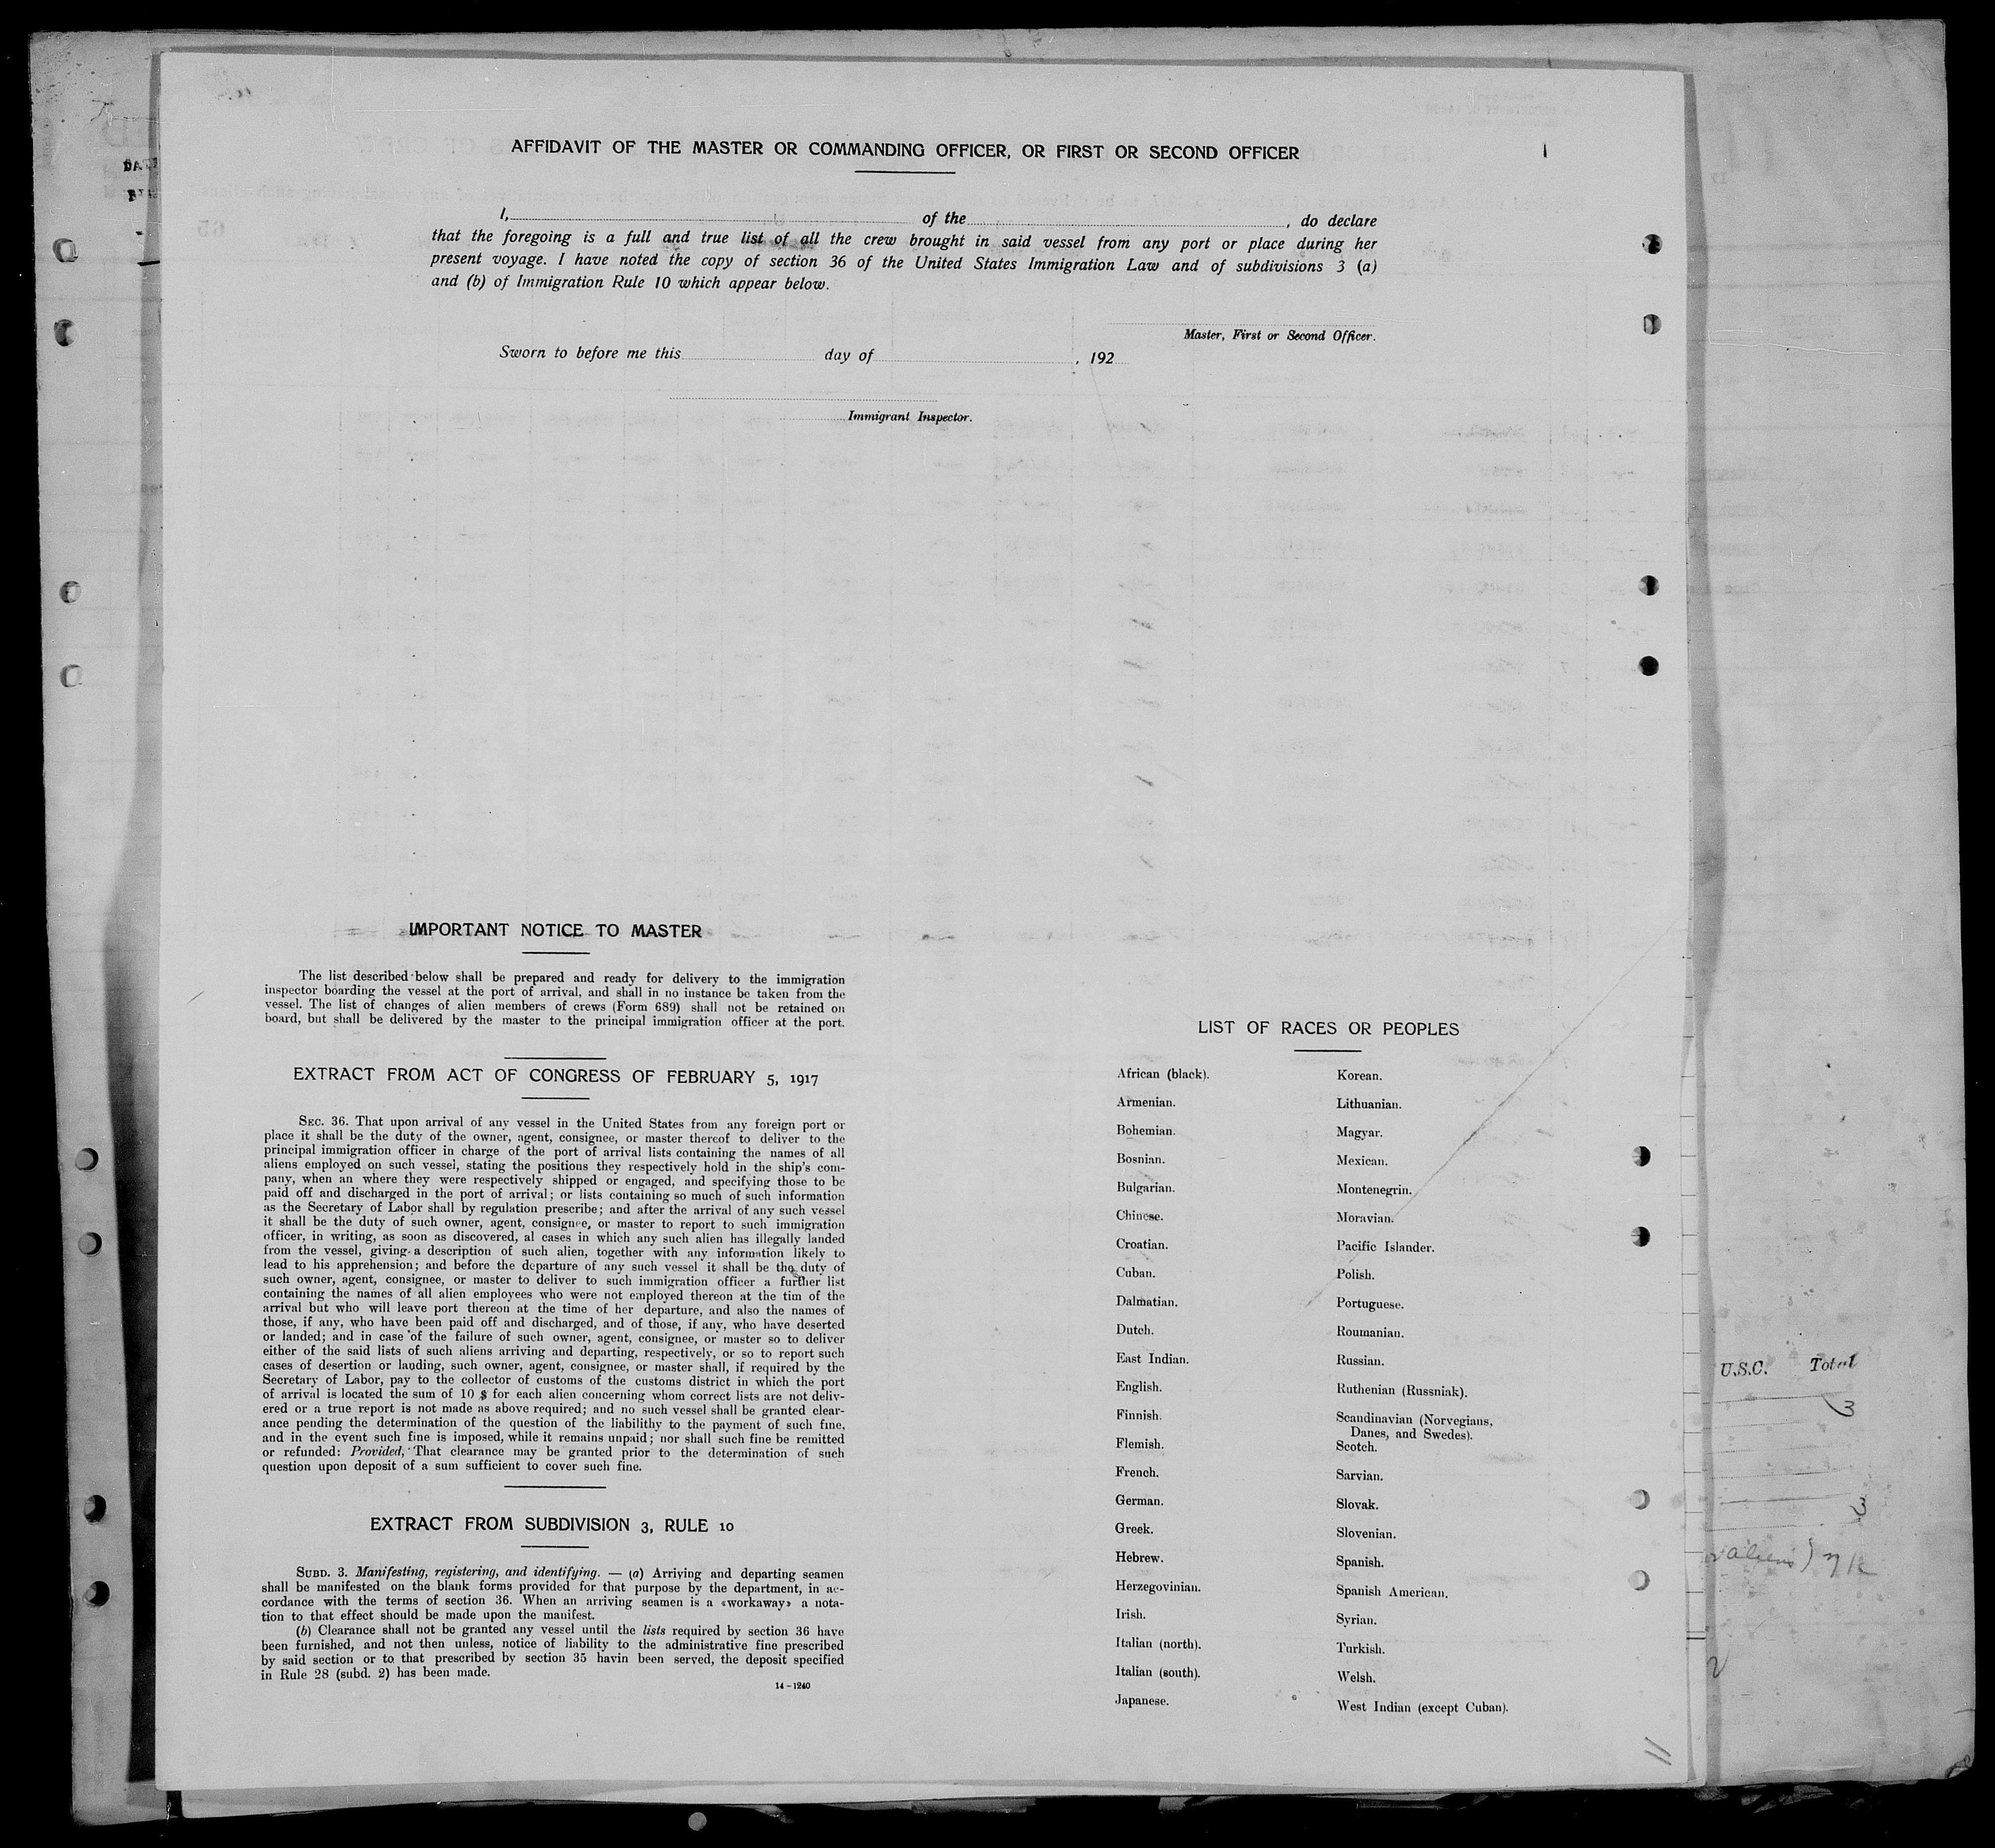 AFFIDAVIT OF THE MASTER OR COMMANDING OFFICER, OR FIRST OR SECOND OFFICER
I, of the , do declare
that the foregoing is a full and true list of all the crew brought in said vessel from any port or place during her
present voyage. I have noted the copy of section 36 of the United States Immigration Law and of subdivisions 3 (a)
and (b) of Immigration Rule 10 which appear below.
Master, First or Second Officer.
Sworn to before me this day of , 192
Immigrant Inspector.
IMPORTANT NOTICE TO MASTER
The list described below shall be prepared and ready for delivery to the immigration
inspector boarding the vessel at the port of arrival, and shall in no instance be taken from the
vessel. The list of changes of alien members of crews (Form 689) shall not be retained on
board, but shall be delivered by the master to the principal immigration officer at the port.
EXTRACT FROM ACT OF CONGRESS OF FEBRUARY 5, 1917
SEC. 36. That upon arrival of any vessel in the United States from any foreign port or
place it shall be the duty of the owner, agent, consignee, or master thereof to deliver to the
principal immigration officer in charge of the port of arrival lists containing the names of all
aliens employed on such vessel, stating the positions they respectively hold in the ship's com-
pany, when an where they were respectively shipped or engaged, and specifying those to be
paid off and discharged in the port of arrival; or lists containing so much of such information
as the Secretary of Labor shall by regulation prescribe; and after the arrival of any such vessel
it shall be the duty of such owner, agent, consignee, or master to report to such immigration
officer, in writing, as soon as discovered, al cases in which any such alien has illegally landed
from the vessel, giving a description of such alien, together with any information likely to
lead to his apprehension; and before the departure of any such vessel it shall be the duty of
such owner, agent, consignee, or master to deliver to such immigration officer a further list
containing the names of all alien employees who were not employed thereon at the tim of the
arrival but who will leave port thereon at the time of her departure, and also the names of
those, if any, who have been paid off and discharged, and of those, if any, who have deserted
or landed; and in case of the failure of such owner, agent, consignee, or master so to deliver
either of the said lists of such aliens arriving and departing, respectively, or so to report such
cases of desertion or landing, such owner, agent, consignee, or master shall, if required by the
Secretary of Labor, pay to the collector of customs of the customs district in which the port
of arrival is located the sum of 10 $ for each alien concerning whom correct lists are not deliv-
ered or a true report is not made as above required; and no such vessel shall be granted clear-
ance pending the determination of the question of the liabilithy to the payment of such fine,
and in the event such fine is imposed, while it remains unpaid; nor shall such fine be remitted
or refunded: Provided, That clearance may be granted prior to the determination of such
question upon deposit of a sum sufficient to cover such fine.
EXTRACT FROM SUBDIVISION 3, RULE 10
SUBD. 3. Manifesting, registering, and identifying. — (a) Arriving and departing seamen
shall be manifested on the blank forms provided for that purpose by the department, in ac-
cordance with the terms of section 36. When an arriving seamen is a «workaway» a nota-
tion to that effect should be made upon the manifest.
(b) Clearance shall not be granted any vessel until the lists required by section 36 have
been furnished, and not then unless, notice of liability to the administrative fine prescribed
by said section or to that prescribed by section 35 havin been served, the deposit specified
in Rule 28 (subd. 2) has been made.
14-1240
LIST OF RACES OR PEOPLES
African (black).
Armenian.
Bohemian.
Bosnian.
Bulgarian.
Chinese.
Croatian.
Cuban.
Dalmatian.
Dutch.
East Indian.
English.
Finnish.
Flemish.
French.
German.
Greek.
Hebrew.
Herzegovinian.
Irish.
Italian (north).
Italian (south).
Japanese.
Korean.
Lithuanian.
Magyar.
Mexican.
Montenegrin.
Moravian.
Pacific Islander.
Polish.
Portuguese.
Roumanian.
Russian.
Ruthenian (Russniak).
Scandinavian (Norvegians,
Danes, and Swedes).
Scotch.
Sarvian.
Slovak.
Slovenian.
Spanish.
Spanish American.
Syrian.
Turkish.
Welsh.
West Indian (except Cuban).
U.S.C. Total
3
3